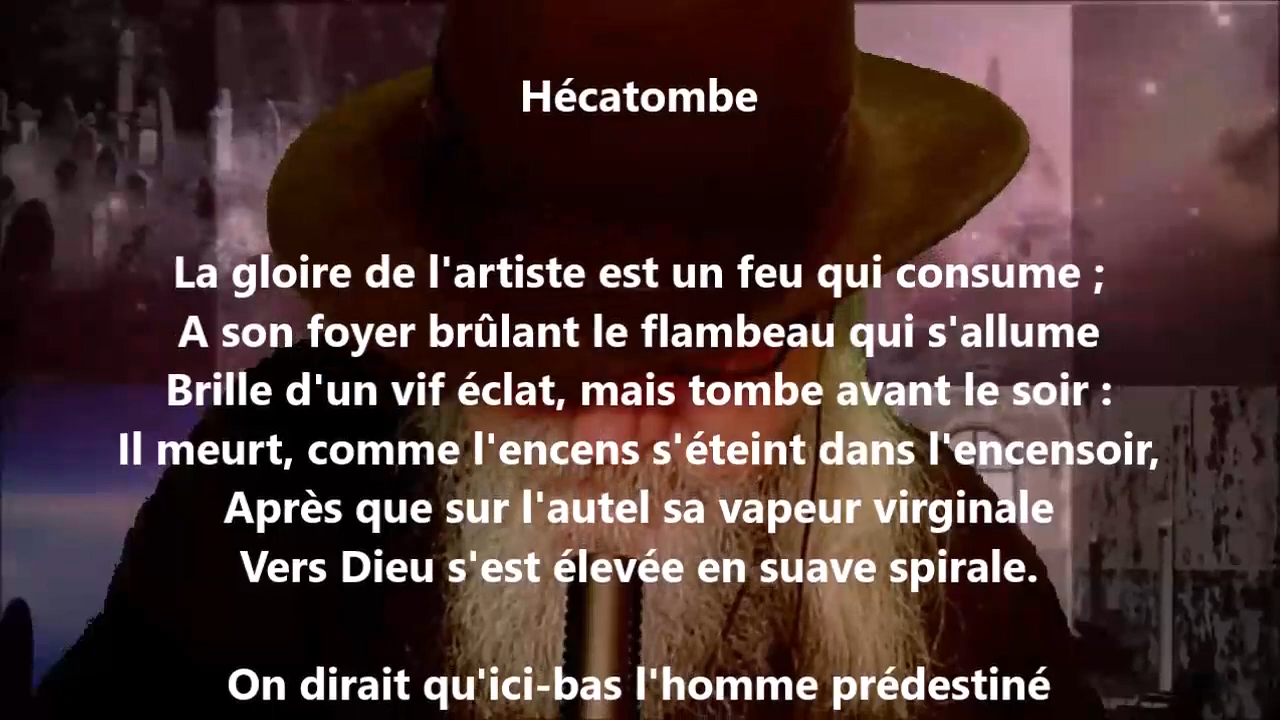 Hécatombe
La gloire de l'artiste est un feu qui consume ;
A son foyer brûlant le flambeau qui s'allume
Brille d'un vif éclat, mais tombe avant le soir :
Il meurt, comme l'encens s'éteint dans l'encensoir,
Après que sur l'autel sa vapeur virginale
Vers Dieu s'est élevée en suave spirale.
On dirait qu'ici-bas l'homme prédestiné